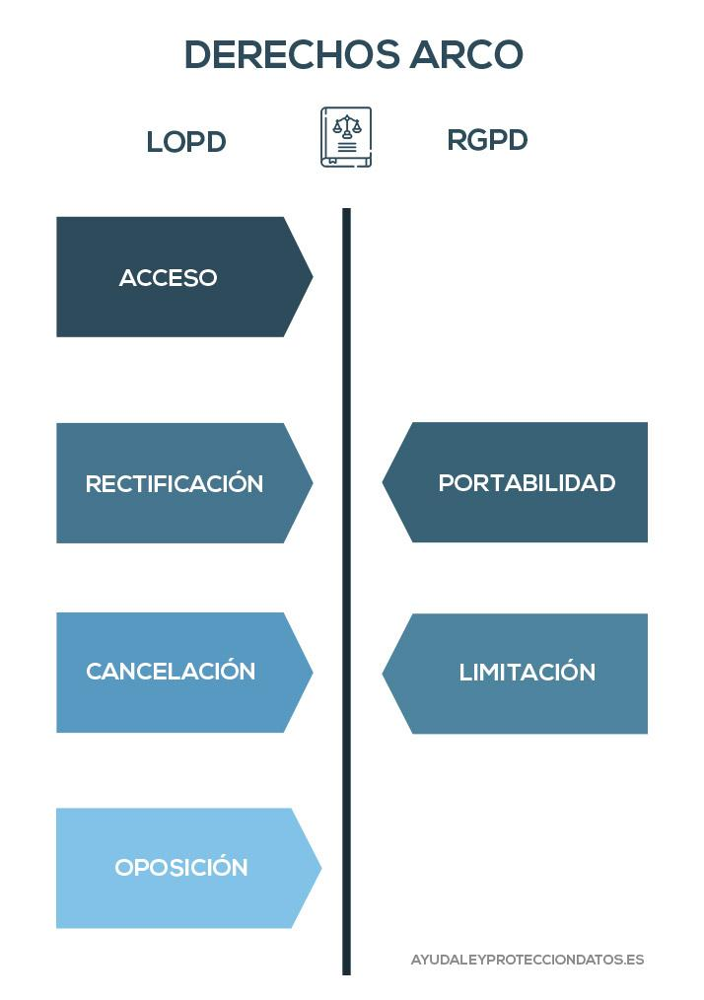 DERECHOS ARCO
LOPD
RGPD
ACCESO
RECTIFICACIÓN
PORTABILIDAD
CANCELACIÓN
LIMITACIÓN
OPOSICIÓN
AYUDALEYPROTECCIONDATOS.ES